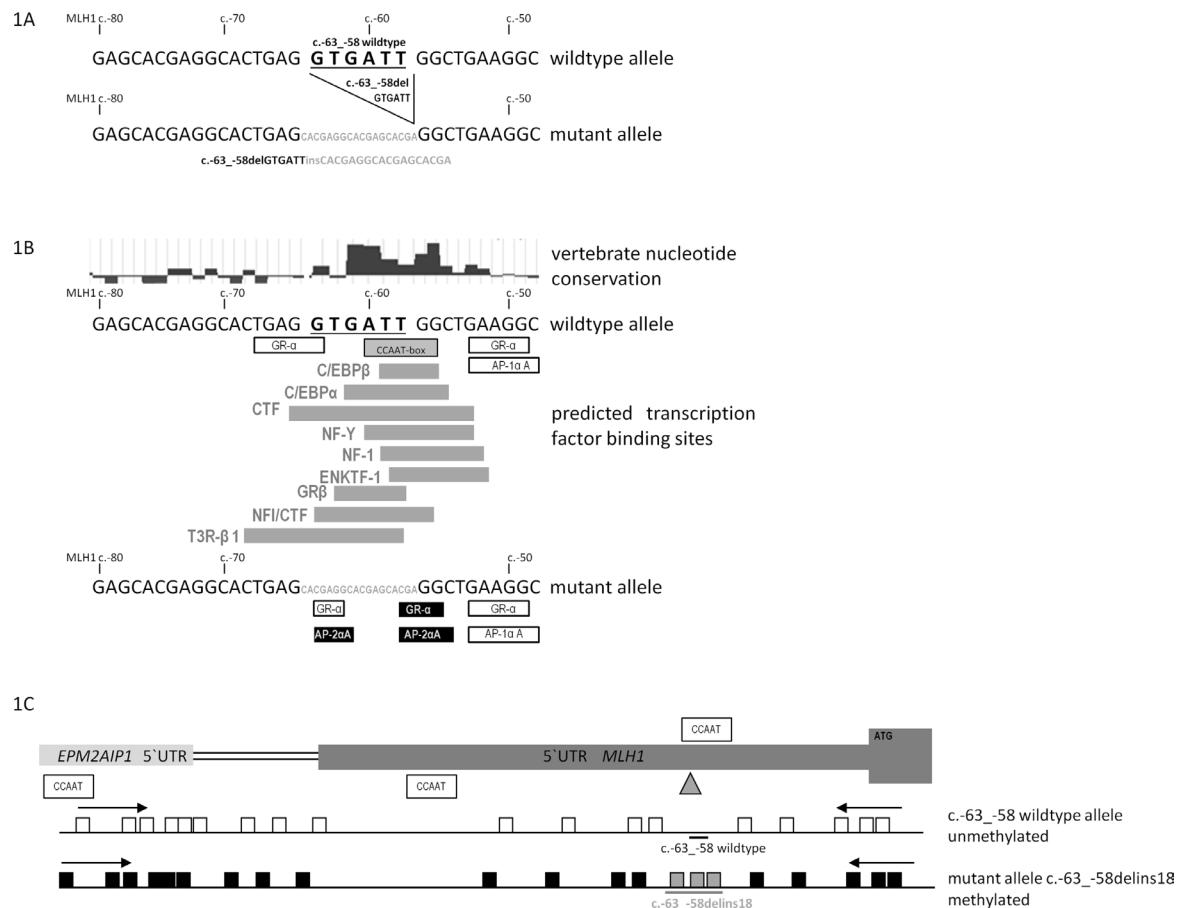 1A
MLH1 c.-80 c.-70 c.-60 c.-50
c.-63_-58 wildtype
GAGCACGAGGCACTGAG GTGATT GGCTGAAGGC wildtype allele
c.-63_-58del
GTGATT
MLH1 c.-80 c.-50
GAGCACGAGGCACTGAGCACGAGGCACGAGCACGAGGCTGAAGGC mutant allele
c.-63_-58delGTGATTinsCACGAGGCACGAGCACGA
1B
vertebrate nucleotide
conservation
MLH1 c.-80 c.-70 c.-60 c.-50
GAGCACGAGGCACTGAG GTGATT GGCTGAAGGC wildtype allele
GR-α CCAAT-box GR-α
AP-1α A
C/EBPβ
C/EBPα
CTF
NF-Y
NF-1
ENKTF-1
GRβ
NFI/CTF
T3R-β 1
predicted transcription
factor binding sites
MLH1 c.-80 c.-70 c.-50
GAGCACGAGGCACTGAGCACGAGGCACGAGCACGAGGCTGAAGGC mutant allele
GR-α GR-α GR-α
AP-2αA AP-2αA AP-1α A
1C
CCAAT
EPM2AIP1 5`UTR 5`UTR MLH1 ATG
CCAAT CCAAT
c.-63_-58 wildtype allele
unmethylated
c.-63_-58 wildtype
mutant allele c.-63_-58delins18
methylated
c.-63_-58delins18